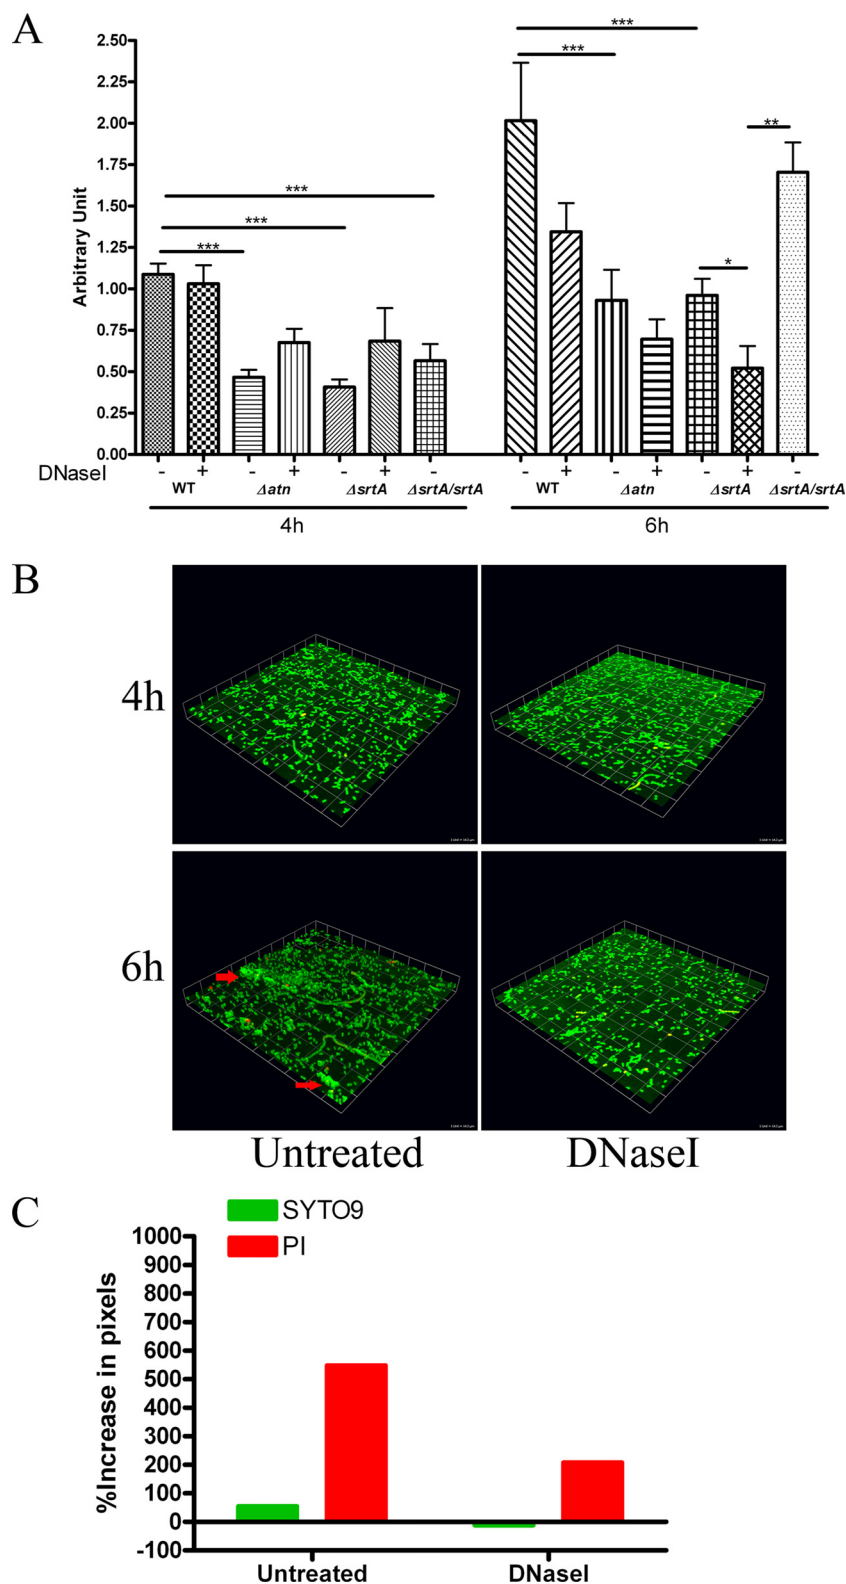 A
2.50
2.25
2.00
1.75
1.50
1.25
1.00
0.75
0.50
0.25
0.00
Arbitrary Unit
***
***
***
***
***
**
*
DNaseI - + - + - + - - + - + - + -
WT Δatn ΔsrtA ΔsrtA/srtA WT Δatn ΔsrtA ΔsrtA/srtA
4h 6h
B
4h
6h
Untreated DNaseI
C
SYTO9
PI
1000
900
800
700
600
500
400
300
200
100
0
-100
%Increase in pixels
Untreated DNaseI